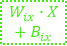 W_{ix} · X
+ B_{ix}